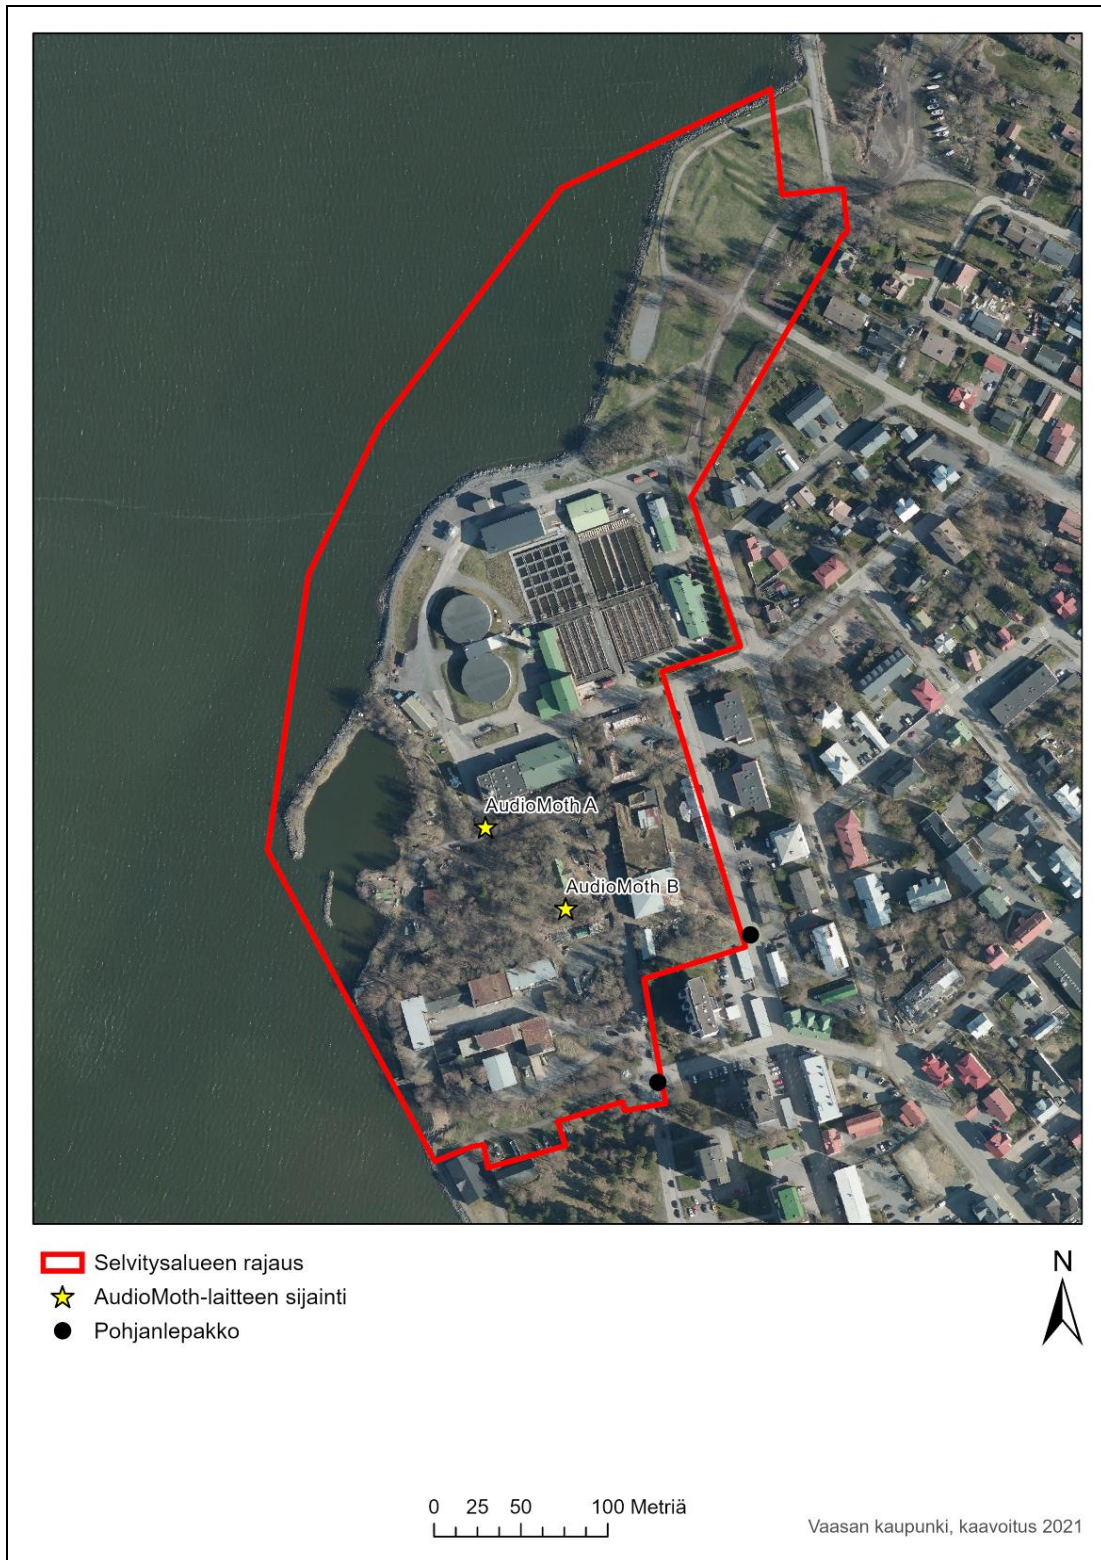 AudioMoth A
AudioMoth B
Selvitysalueen rajaus
AudioMoth-laitteen sijainti
Pohjanlepakko
N
0 25 50 100 Metriä
Vaasan kaupunki, kaavoitus 2021